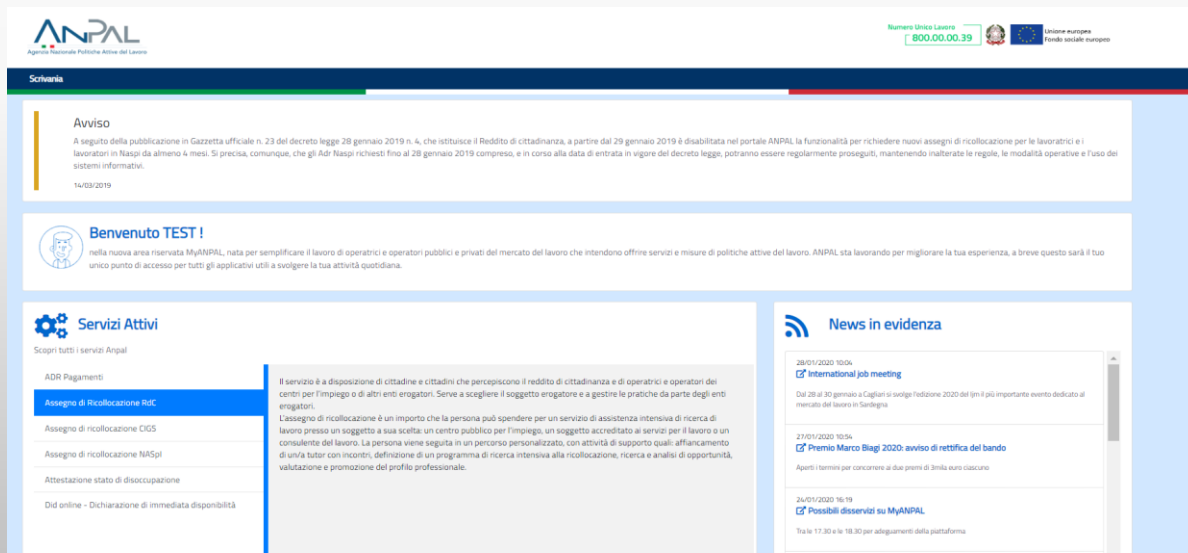 ANPAL
Agenzia Nazionale Politiche Attive del Lavoro
Numero Unico Lavoro
800.00.00.39
Unione europea
Fondo sociale europeo
Scrivania
Avviso
A seguito della pubblicazione in Gazzetta ufficiale n. 23 del decreto legge 28 gennaio 2019 n. 4, che istituisce il Reddito di cittadinanza, a partire dal 29 gennaio 2019 è disabilitata nel portale ANPAL la funzionalità per richiedere nuovi assegni di ricollocazione per le lavoratrici e i
lavoratori in Naspi da almeno 4 mesi. Si precisa, comunque, che gli Adr Naspi richiesti fino al 28 gennaio 2019 compreso, e in corso alla data di entrata in vigore del decreto legge, potranno essere regolarmente proseguiti, mantenendo inalterate le regole, le modalità operative e l'uso dei
sistemi informativi.
14/03/2019
Benvenuto TEST !
nella nuova area riservata MyANPAL, nata per semplificare il lavoro di operatrici e operatori pubblici e privati del mercato del lavoro che intendono offrire servizi e misure di politiche attive del lavoro. ANPAL sta lavorando per migliorare la tua esperienza, a breve questo sarà il tuo
unico punto di accesso per tutti gli applicativi utili a svolgere la tua attività quotidiana.
Servizi Attivi
Scopri tutti i servizi Anpal
ADR Pagamenti
Assegno di Ricollocazione RdC
Assegno di ricollocazione CIGS
Assegno di ricollocazione NASpI
Attestazione stato di disoccupazione
Did online - Dichiarazione di immediata disponibilità
Il servizio è a disposizione di cittadine e cittadini che percepiscono il reddito di cittadinanza e di operatrici e operatori dei
centri per l'impiego o di altri enti erogatori. Serve a scegliere il soggetto erogatore e a gestire le pratiche da parte degli enti
erogatori.
L'assegno di ricollocazione è un importo che la persona può spendere per un servizio di assistenza intensiva di ricerca di
lavoro presso un soggetto a sua scelta: un centro pubblico per l'impiego, un soggetto accreditato ai servizi per il lavoro o un
consulente del lavoro. La persona viene seguita in un percorso personalizzato, con attività di supporto quali: affiancamento
di un/a tutor con incontri, definizione di un programma di ricerca intensiva alla ricollocazione, ricerca e analisi di opportunità,
valutazione e promozione del profilo professionale.
News in evidenza
28/01/2020 10:04
International job meeting
Dal 28 al 30 gennaio a Cagliari si svolge l'edizione 2020 del Ijm il più importante evento dedicato al
mercato del lavoro in Sardegna
27/01/2020 10:54
Premio Marco Biagi 2020: avviso di rettifica del bando
Aperti i termini per concorrere ai due premi di 3mila euro ciascuno
24/01/2020 16:19
Possibili disservizi su MyANPAL
Tra le 17.30 e le 18.30 per adeguamenti della piattaforma